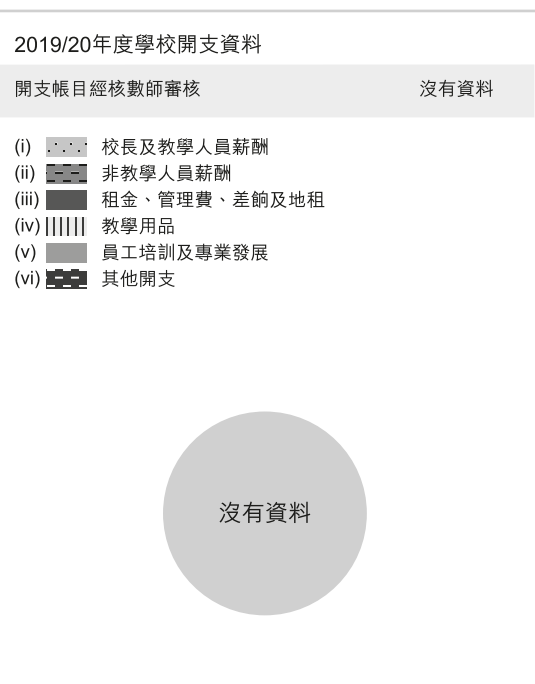 2019/20年度學校開支資料
開支帳目經核數師審核 沒有資料
(i) 校長及教學人員薪酬
(ii) 非教學人員薪酬
(iii) 租金、管理費、差餉及地租
(iv) 教學用品
(v) 員工培訓及專業發展
(vi) 其他開支
沒有資料